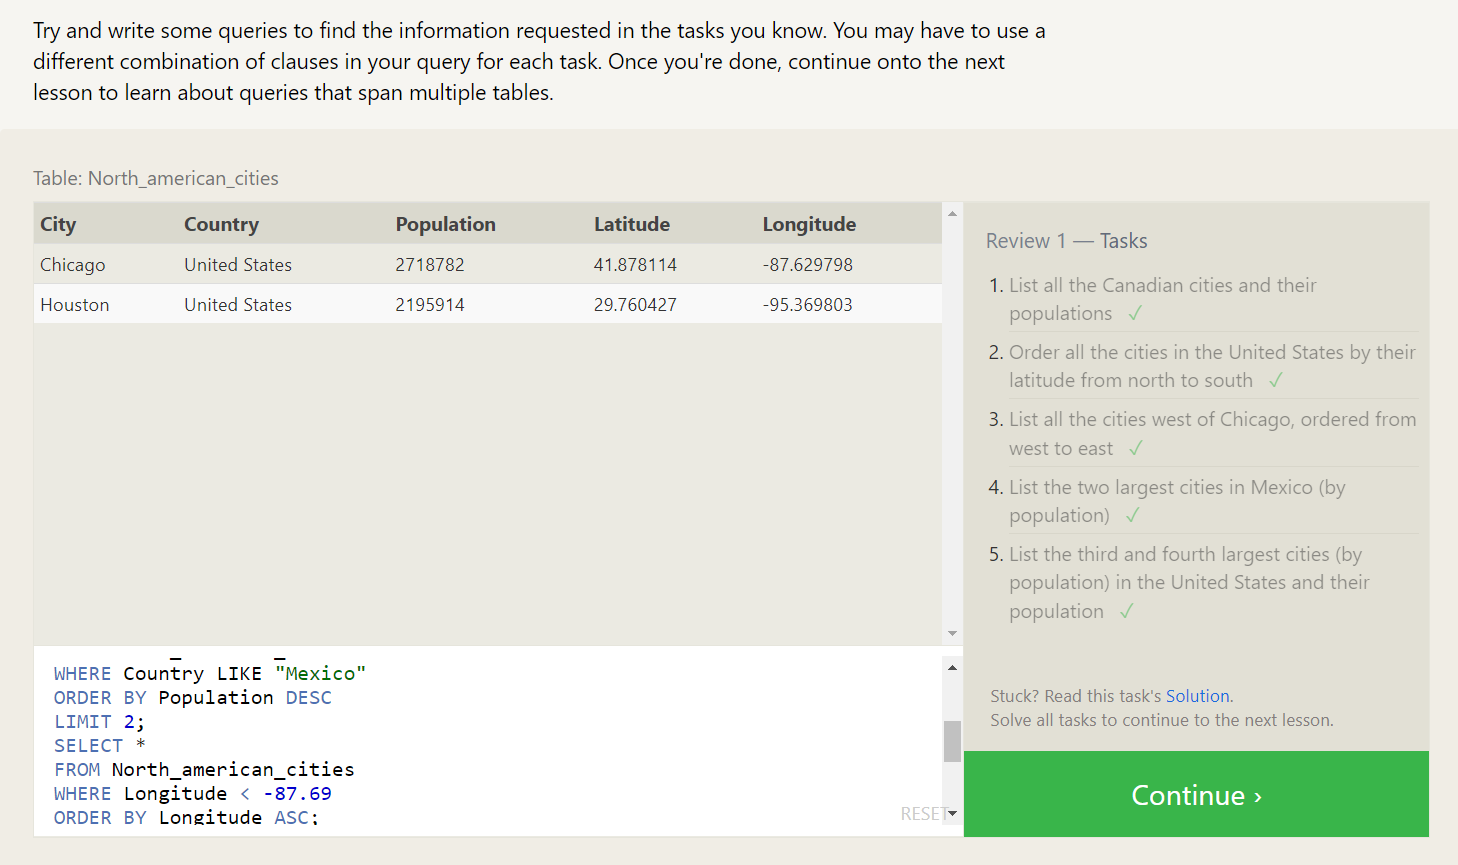 Try and write some queries to find the information requested in the tasks you know. You may have to use a
different combination of clauses in your query for each task. Once you're done, continue onto the next
lesson to learn about queries that span multiple tables.
Table: North_american_cities
City Country Population Latitude Longitude
Chicago United States 2718782 41.878114 -87.629798
Houston United States 2195914 29.760427 -95.369803
WHERE Country LIKE "Mexico"
ORDER BY Population DESC
LIMIT 2;
SELECT *
FROM North_american_cities
WHERE Longitude < -87.69
ORDER BY Longitude ASC;
RESET
Review 1 — Tasks
1. List all the Canadian cities and their
populations ✓
2. Order all the cities in the United States by their
latitude from north to south ✓
3. List all the cities west of Chicago, ordered from
west to east ✓
4. List the two largest cities in Mexico (by
population) ✓
5. List the third and fourth largest cities (by
population) in the United States and their
population ✓
Stuck? Read this task's Solution.
Solve all tasks to continue to the next lesson.
Continue ›